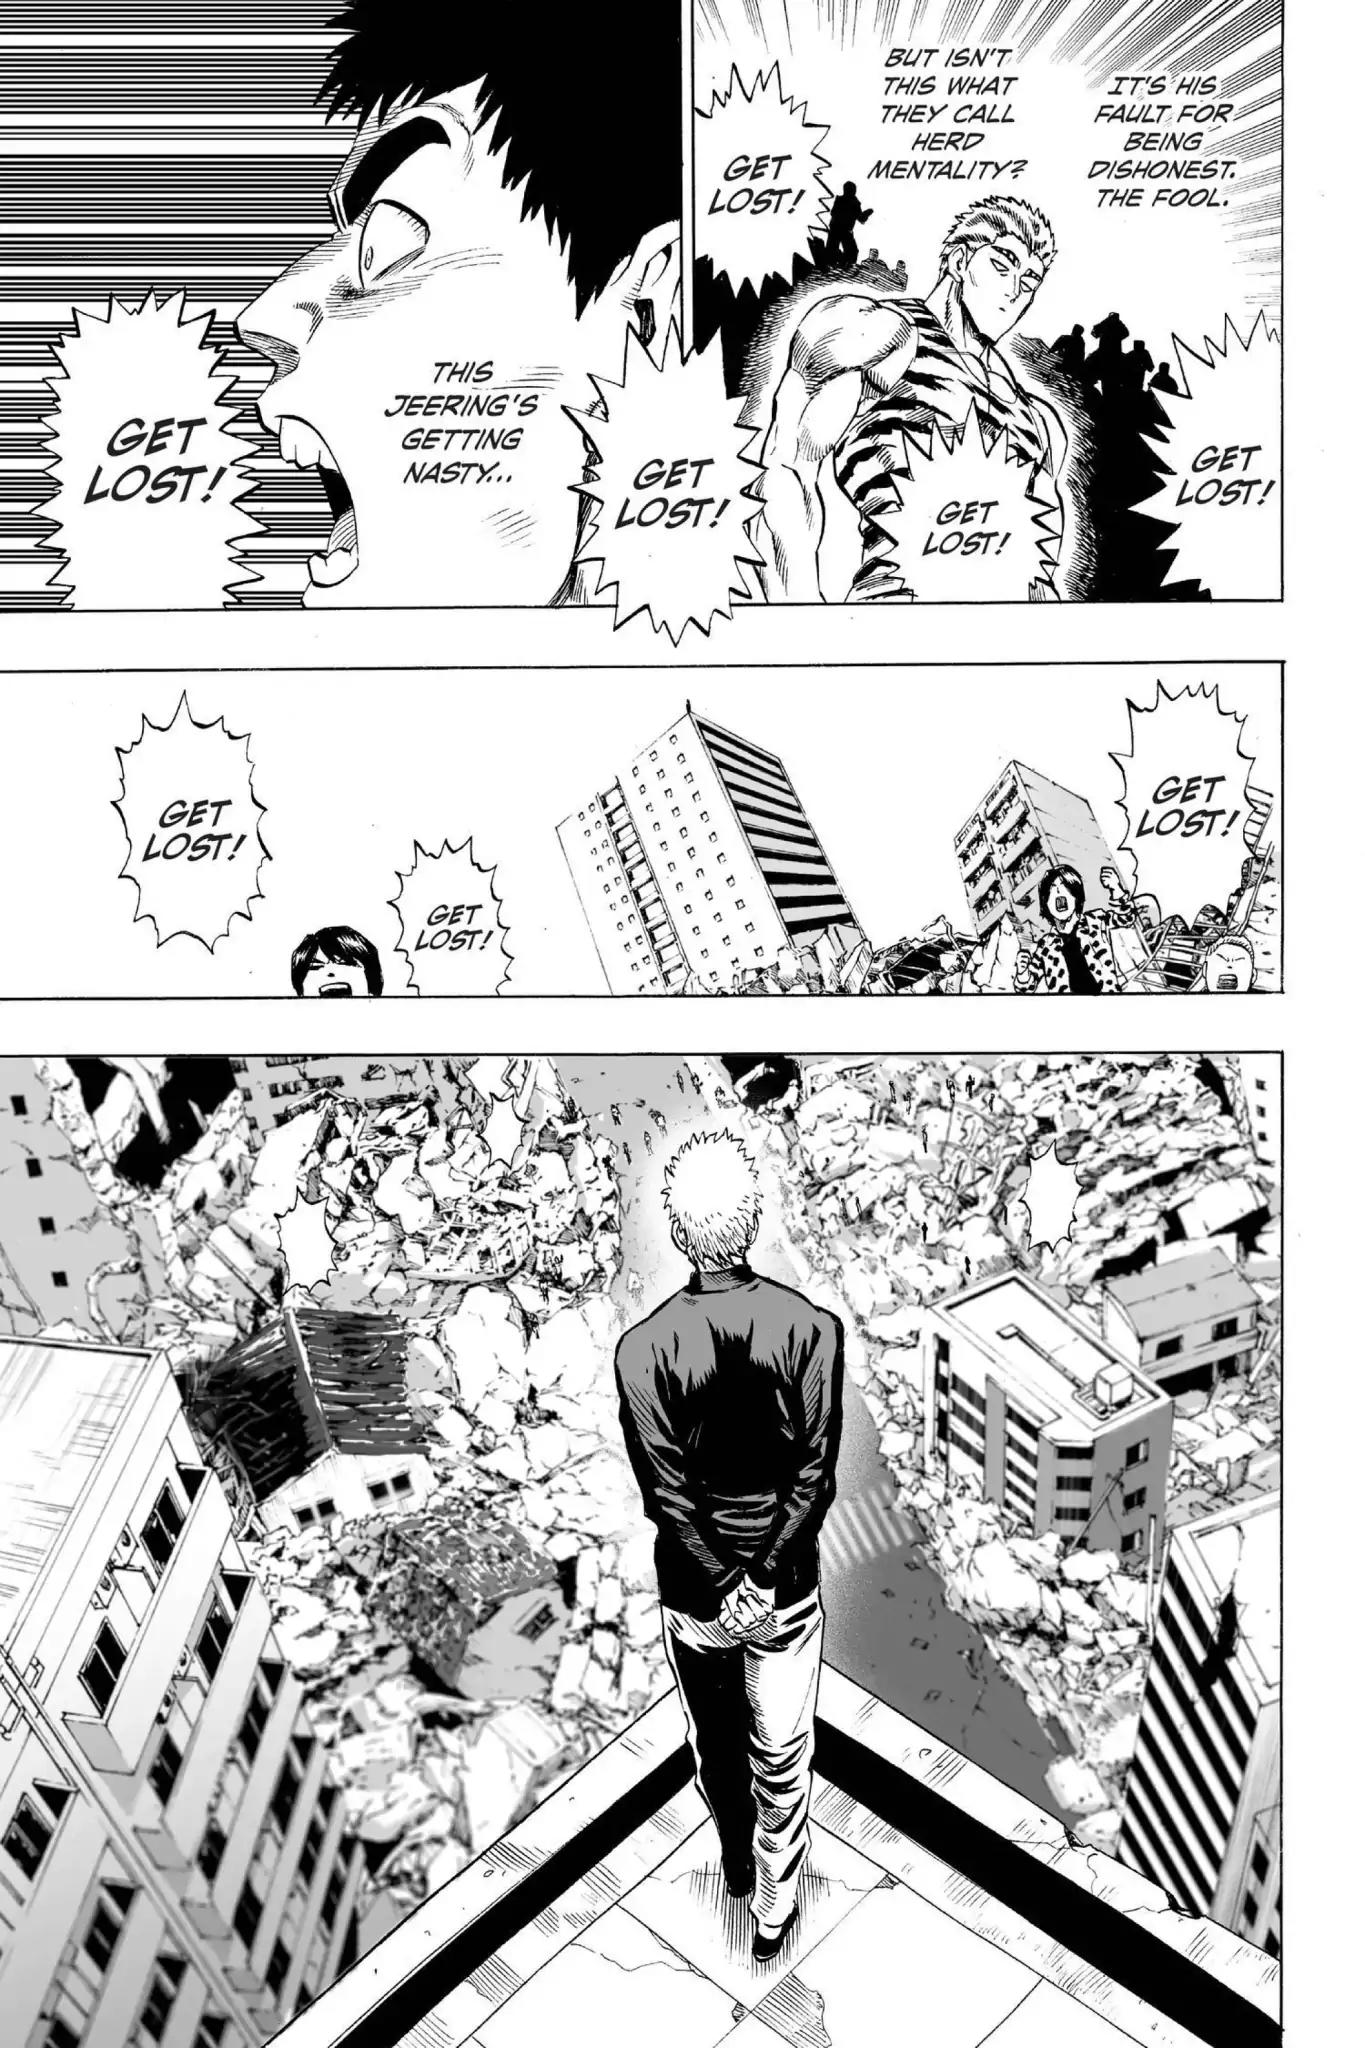 IT'S HIS
FAULT FOR
BEING
DISHONEST.
THE FOOL.
BUT ISN'T
THIS WHAT
THEY CALL
HERD
MENTALITY?
GET
LOST!
GET
LOST!
GET
LOST!
GET
LOST!
THIS
JEERING'S
GETTING
NASTY...
GET
LOST!
GET
LOST!
GET
LOST!
GET
LOST!